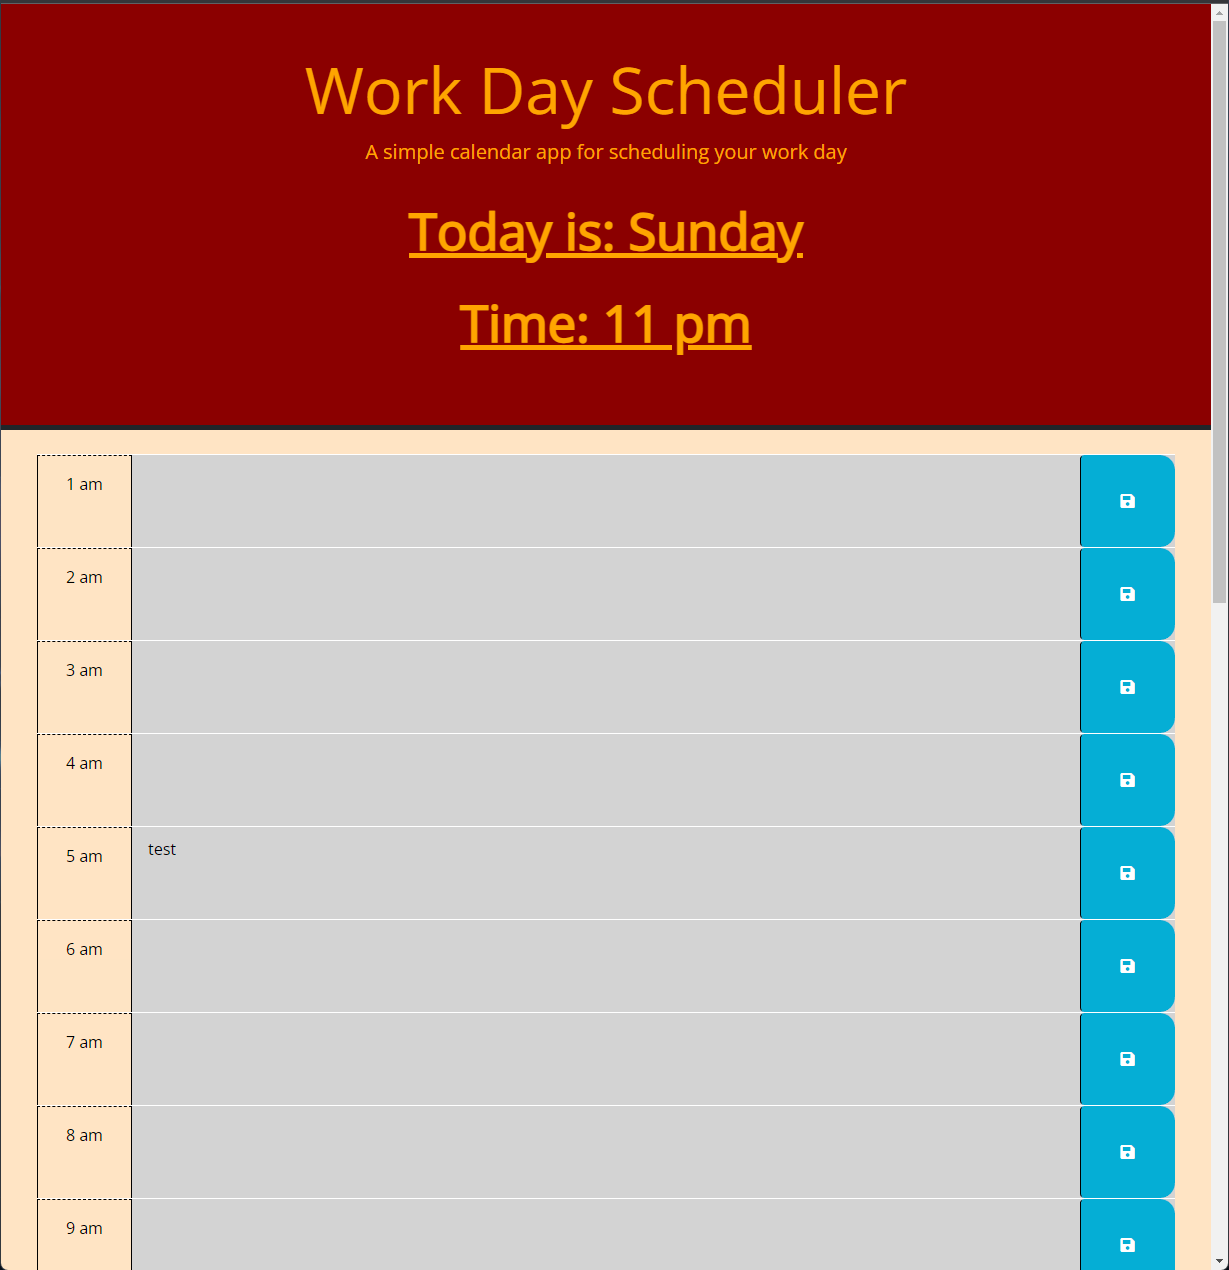 Work Day Scheduler
A simple calendar app for scheduling your work day
Today is: Sunday
Time: 11 pm
1 am
2 am
3 am
4 am
5 am test
6 am
7 am
8 am
9 am